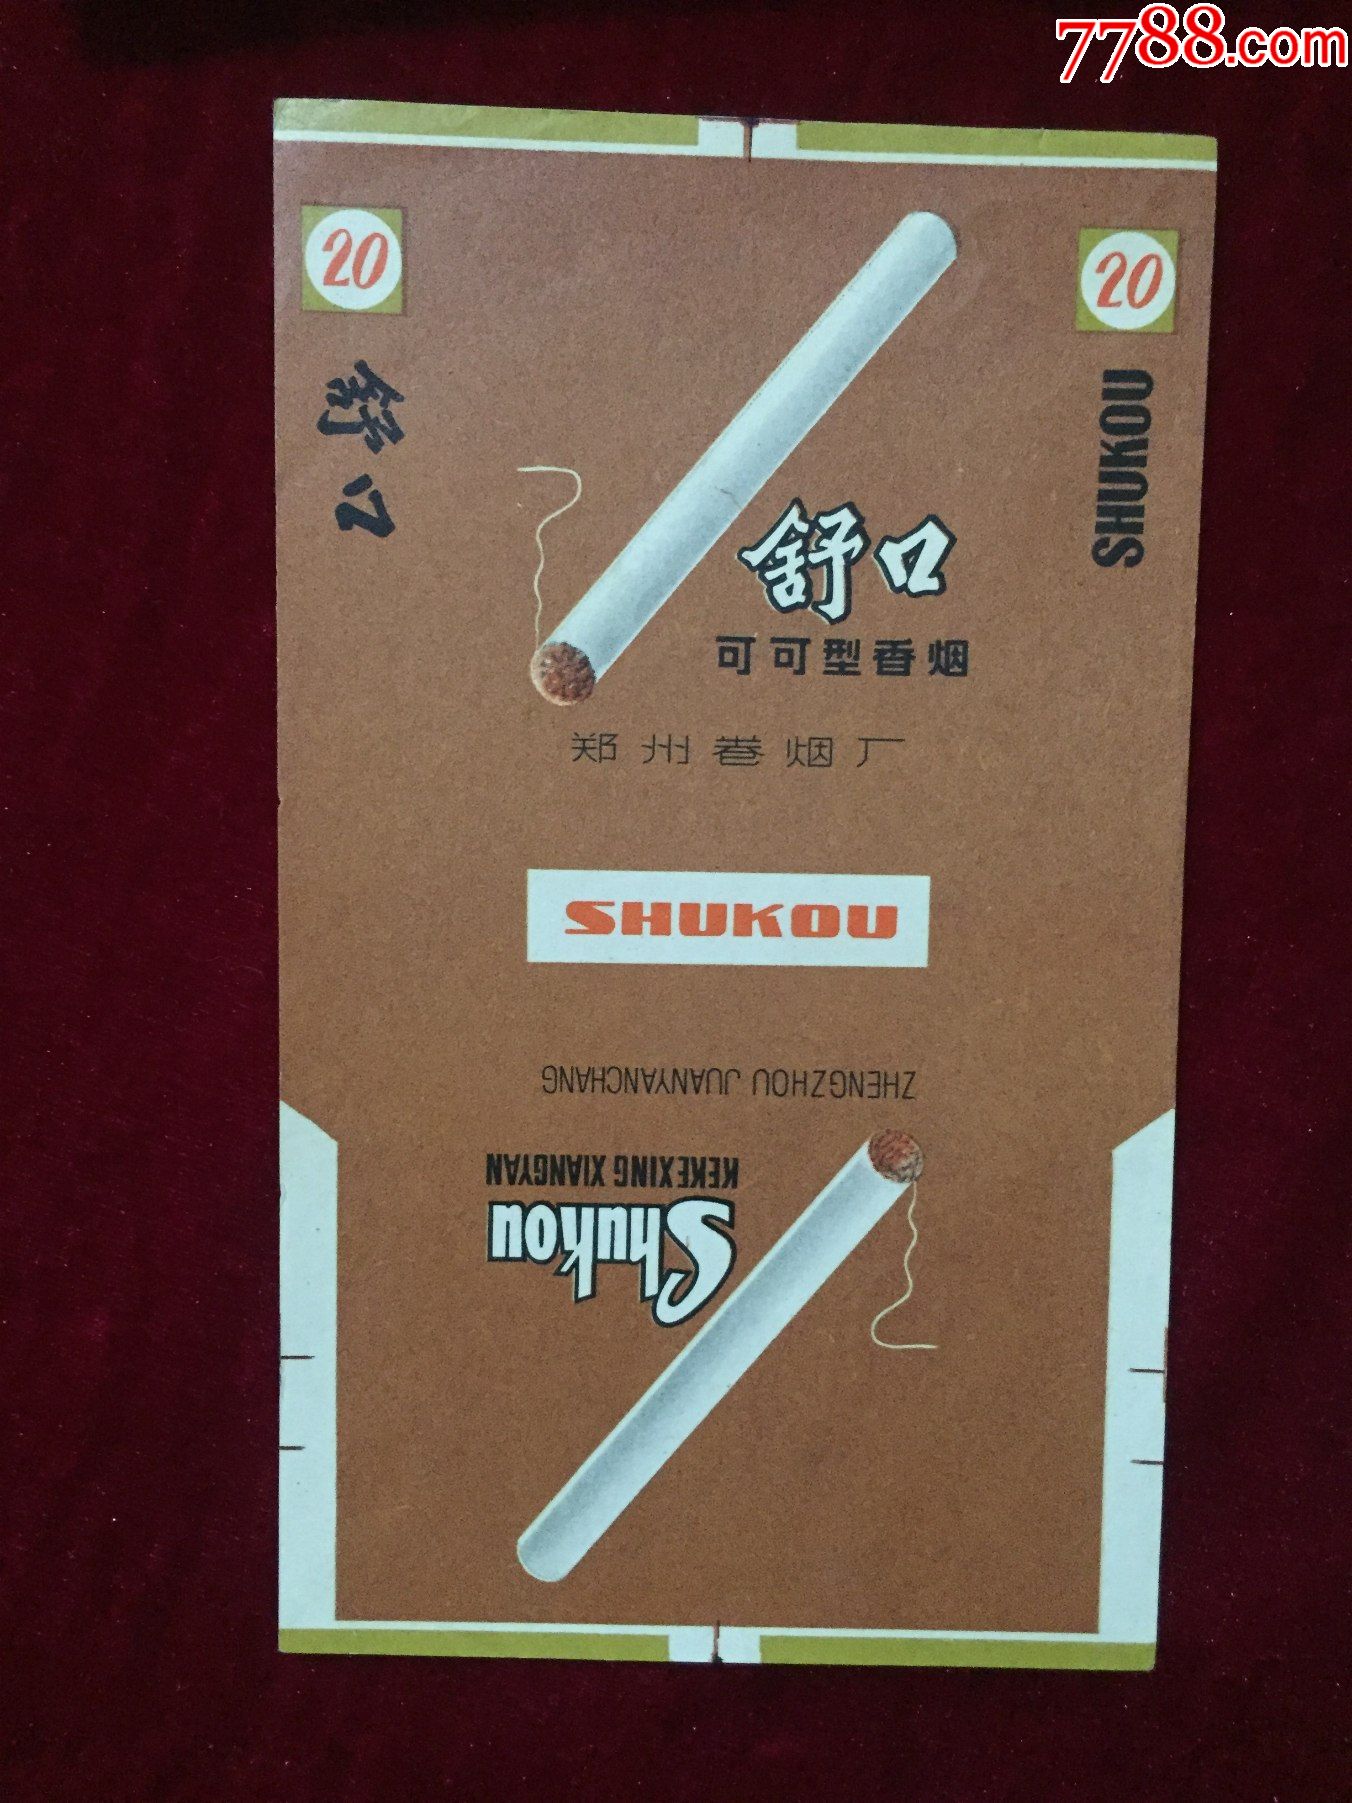 7788.com
20
20
舒口
SHUKOU
舒口
可可型香烟
郑州卷烟厂
SHUKOU
ZHENGZHOU JUANYANCHANG
KEKEXING XIANGYAN
Shukou